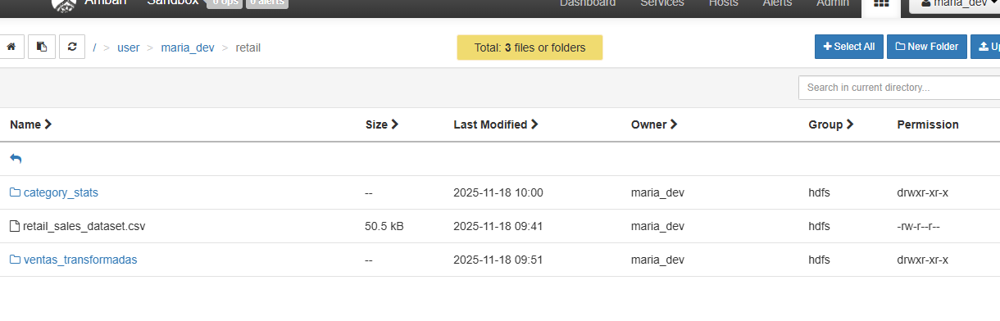 Ambari Sandbox 0 ops 0 alerts Dashboard Services Hosts Alerts Admin maria_dev
/ > user > maria_dev > retail Total: 3 files or folders Select All New Folder
Search in current directory...
Name Size Last Modified Owner Group Permission
category_stats -- 2025-11-18 10:00 maria_dev hdfs drwxr-xr-x
retail_sales_dataset.csv 50.5 kB 2025-11-18 09:41 maria_dev hdfs -rw-r--r--
ventas_transformadas -- 2025-11-18 09:51 maria_dev hdfs drwxr-xr-x